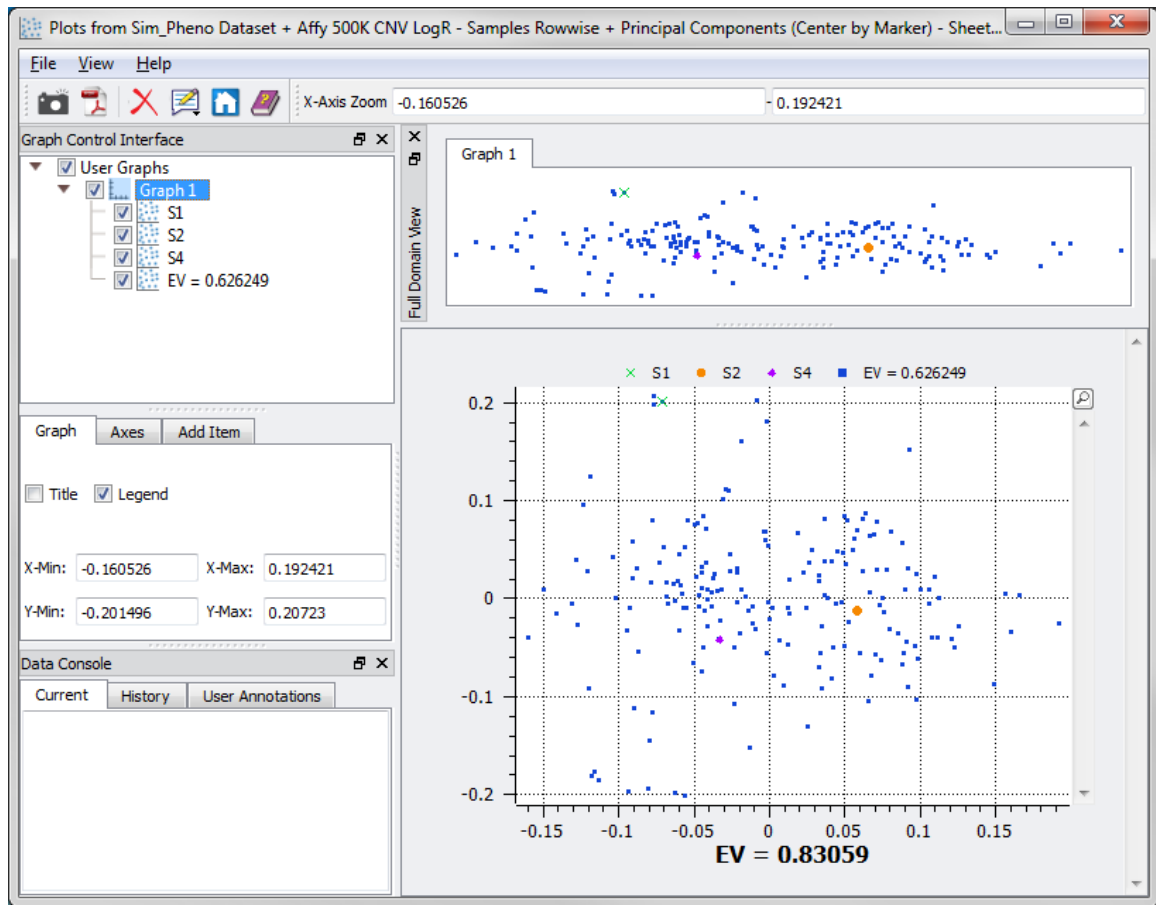 Plots from Sim_Pheno Dataset + Affy 500K CNV LogR - Samples Rowwise + Principal Components (Center by Marker) - Sheet...
File View Help
X-Axis Zoom -0.160526 - 0.192421
Graph Control Interface
User Graphs
Graph 1
S1
S2
S4
EV = 0.626249
Graph Axes Add Item
Title Legend
X-Min: -0.160526 X-Max: 0.192421
Y-Min: -0.201496 Y-Max: 0.20723
Data Console
Current History User Annotations
Full Domain View
Graph 1
S1 S2 S4 EV = 0.626249
0.2
0.1
0
-0.1
-0.2
-0.15 -0.1 -0.05 0 0.05 0.1 0.15
EV = 0.83059